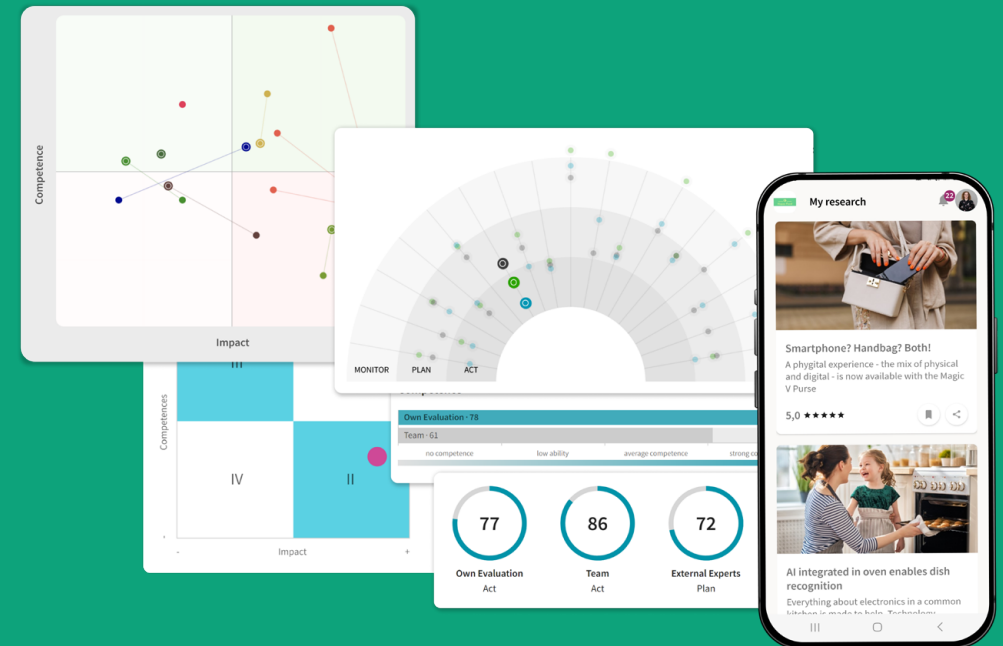 Competence
Impact
MONITOR
PLAN
ACT
III
Competences
IV
II
-
Impact
+
Own Evaluation · 78
Team · 61
no competence
low ability
average competence
77
86
72
Own Evaluation
Team
External Experts
Act
Act
Plan
My research
22
Smartphone? Handbag? Both!
A phygital experience - the mix of physical
and digital - is now available with the Magic
V Purse
5,0 ★★★★★
AI integrated in oven enables dish
recognition
Everything about electronics in a common
kitchen is made to help. Technology